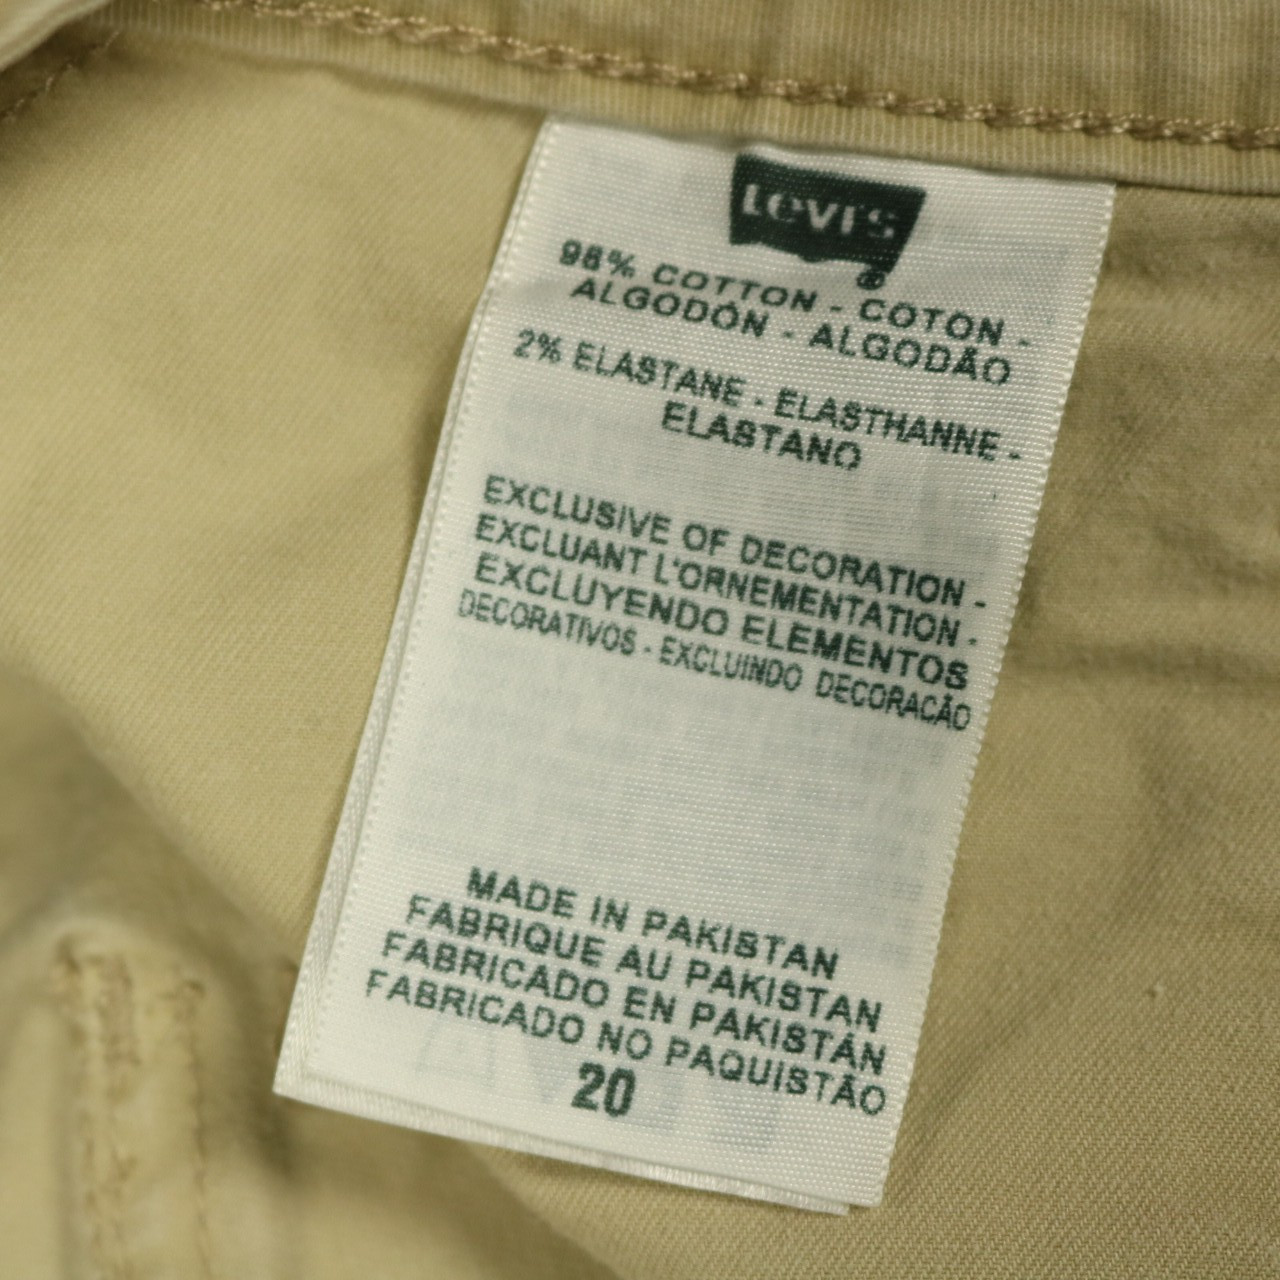 Levi's
®
98% COTTON - COTON -
ALGODÓN - ALGODÃO
2% ELASTANE - ELASTHANNE -
ELASTANO
EXCLUSIVE OF DECORATION -
EXCLUANT L'ORNEMENTATION -
EXCLUYENDO ELEMENTOS
DECORATIVOS - EXCLUINDO DECORAÇÃO
MADE IN PAKISTAN
FABRIQUE AU PAKISTAN
FABRICADO EN PAKISTÁN
FABRICADO NO PAQUISTÃO
20